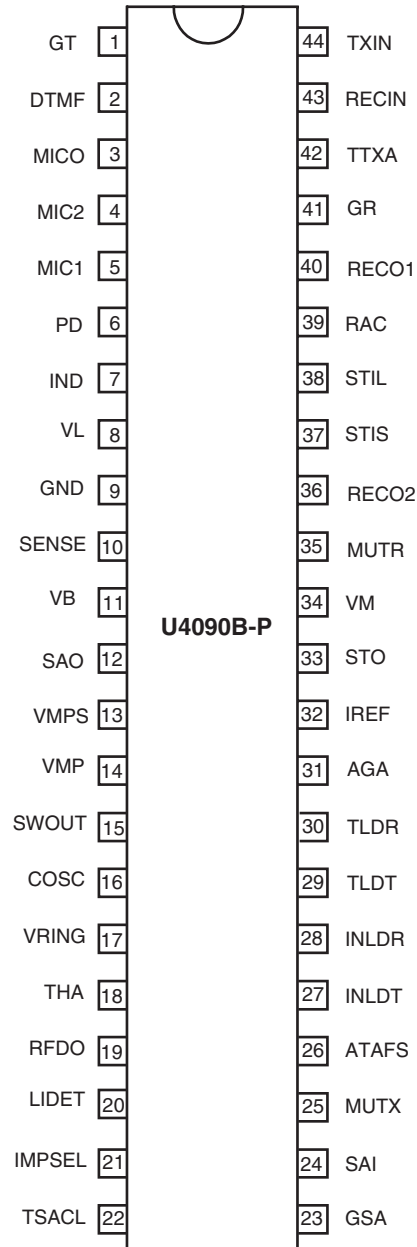 GT 1 44 TXIN
DTMF 2 43 RECIN
MICO 3 42 TTXA
MIC2 4 41 GR
MIC1 5 40 RECO1
PD 6 39 RAC
IND 7 38 STIL
VL 8 37 STIS
GND 9 36 RECO2
SENSE 10 35 MUTR
VB 11 34 VM
U4090B-P
SAO 12 33 STO
VMPS 13 32 IREF
VMP 14 31 AGA
SWOUT 15 30 TLDR
COSC 16 29 TLDT
VRING 17 28 INLDR
THA 18 27 INLDT
RFDO 19 26 ATAFS
LIDET 20 25 MUTX
IMPSEL 21 24 SAI
TSACL 22 23 GSA